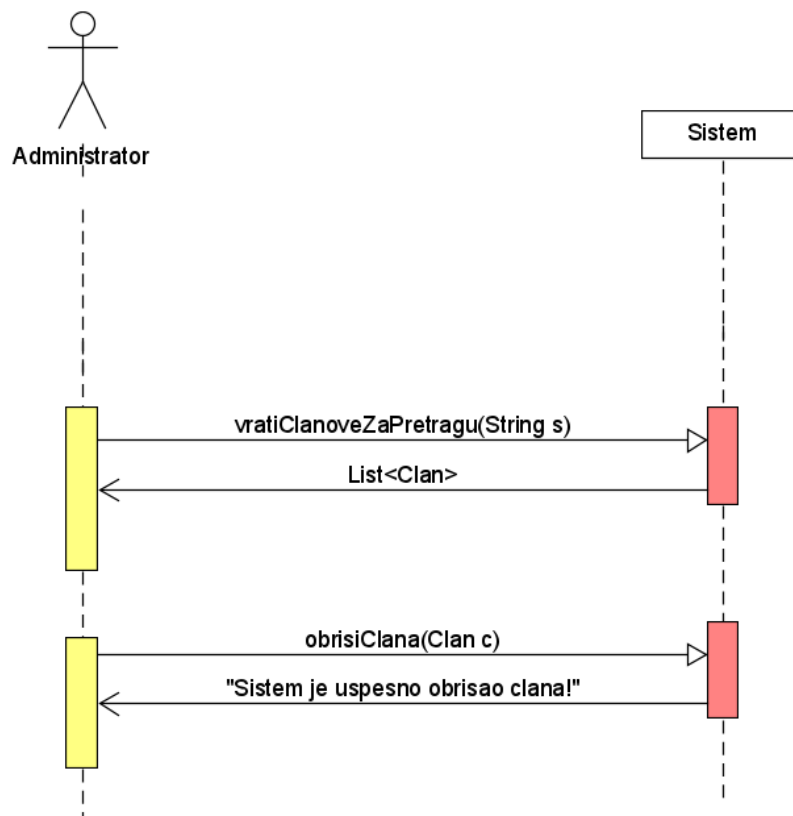 Administrator
Sistem
vratiClanoveZaPretragu(String s)
List<Clan>
obrisiClana(Clan c)
"Sistem je uspesno obrisao clana!"